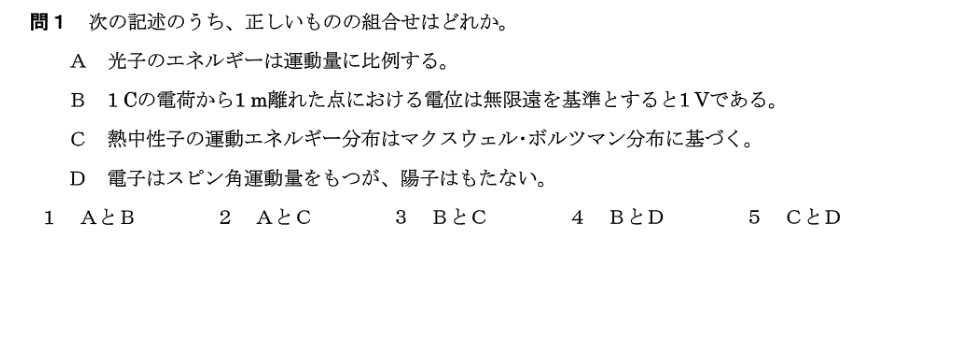 問1 次の記述のうち、正しいものの組合せはどれか。
A 光子のエネルギーは運動量に比例する。
B 1 Cの電荷から1 m離れた点における電位は無限遠を基準とすると1 Vである。
C 熱中性子の運動エネルギー分布はマクスウェル・ボルツマン分布に基づく。
D 電子はスピン角運動量をもつが、陽子はもたない。
1 AとB 2 AとC 3 BとC 4 BとD 5 CとD